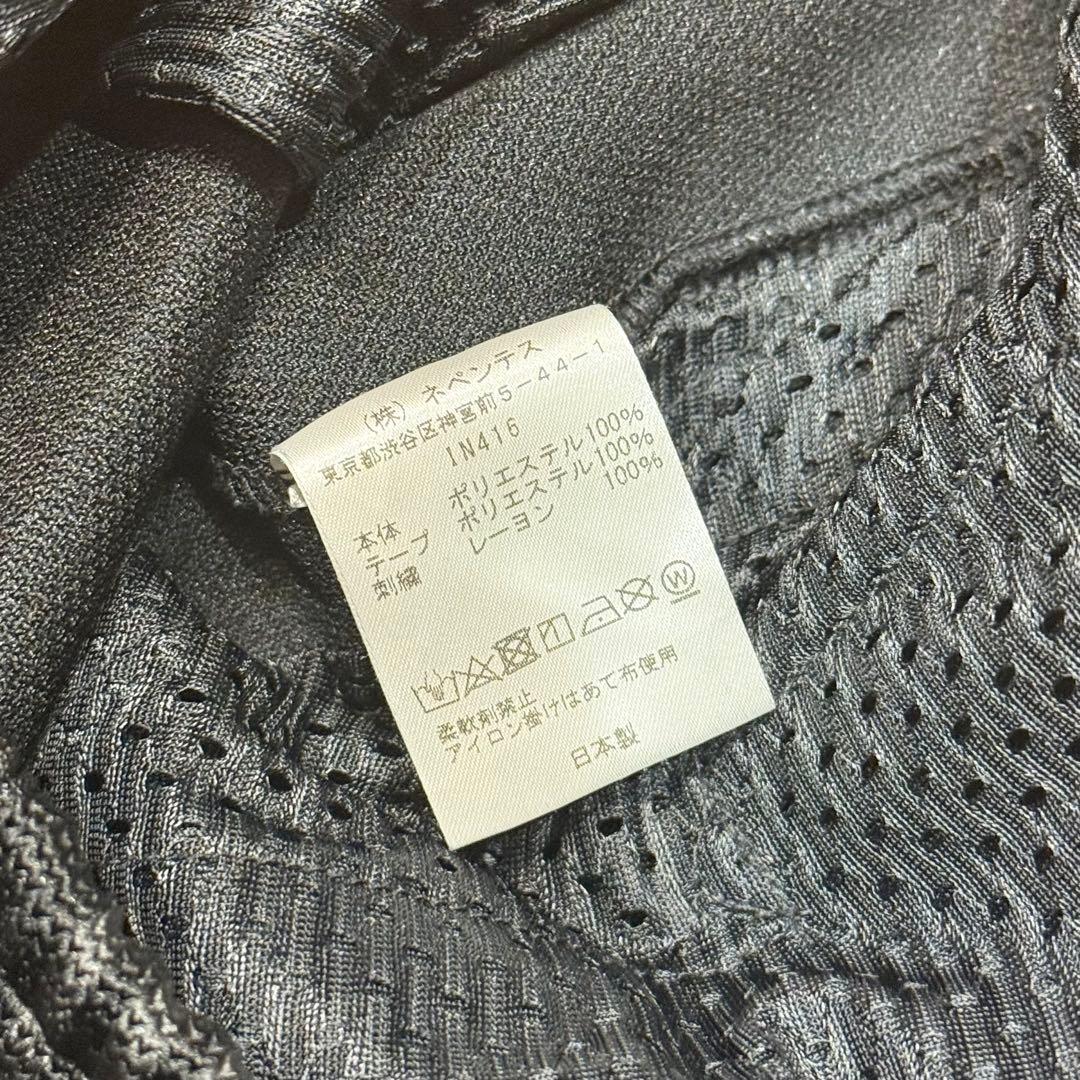 (株) ネペンテス
東京都渋谷区神宮前5-44-1
IN416
本体 ポリエステル100%
テープ ポリエステル100%
刺繍 レーヨン 100%
W
柔軟剤禁止
アイロン掛けはあて布使用
日本製